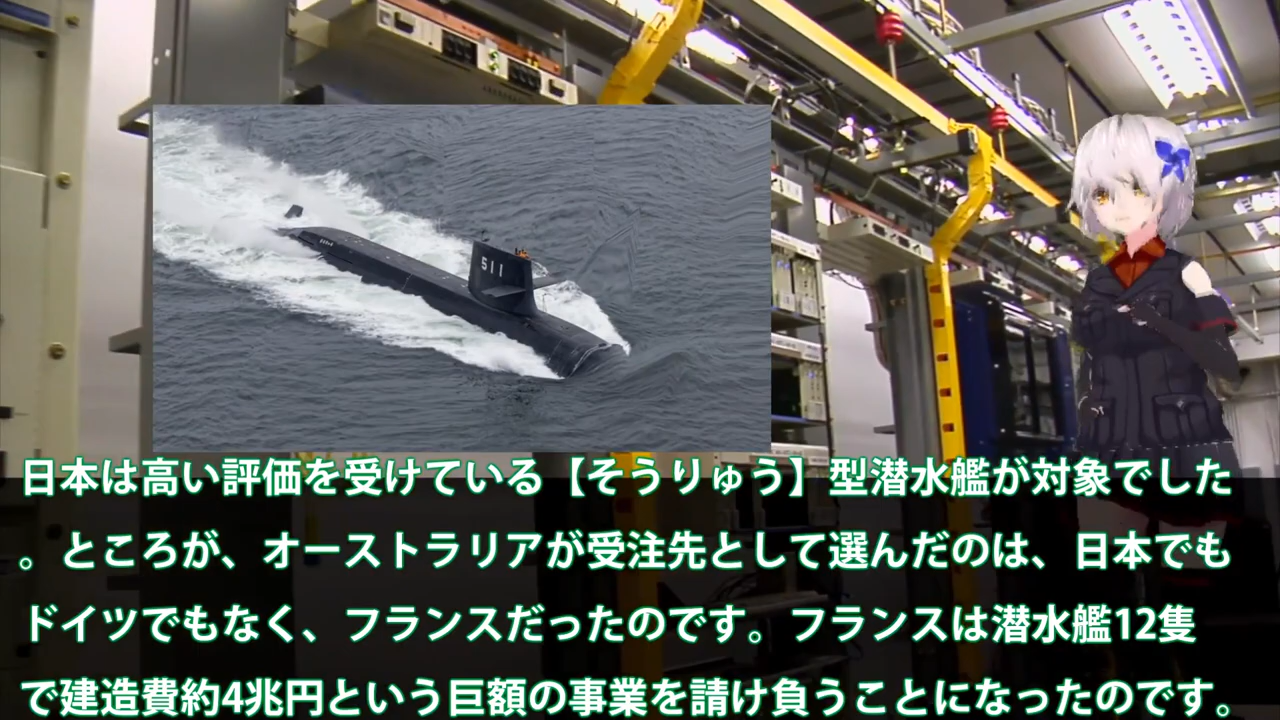 511
日本は高い評価を受けている【そうりゅう】型潜水艦が対象でした
。ところが、オーストラリアが受注先として選んだのは、日本でも
ドイツでもなく、フランスだったのです。フランスは潜水艦12隻
で建造費約4兆円という巨額の事業を請け負うことになったのです。